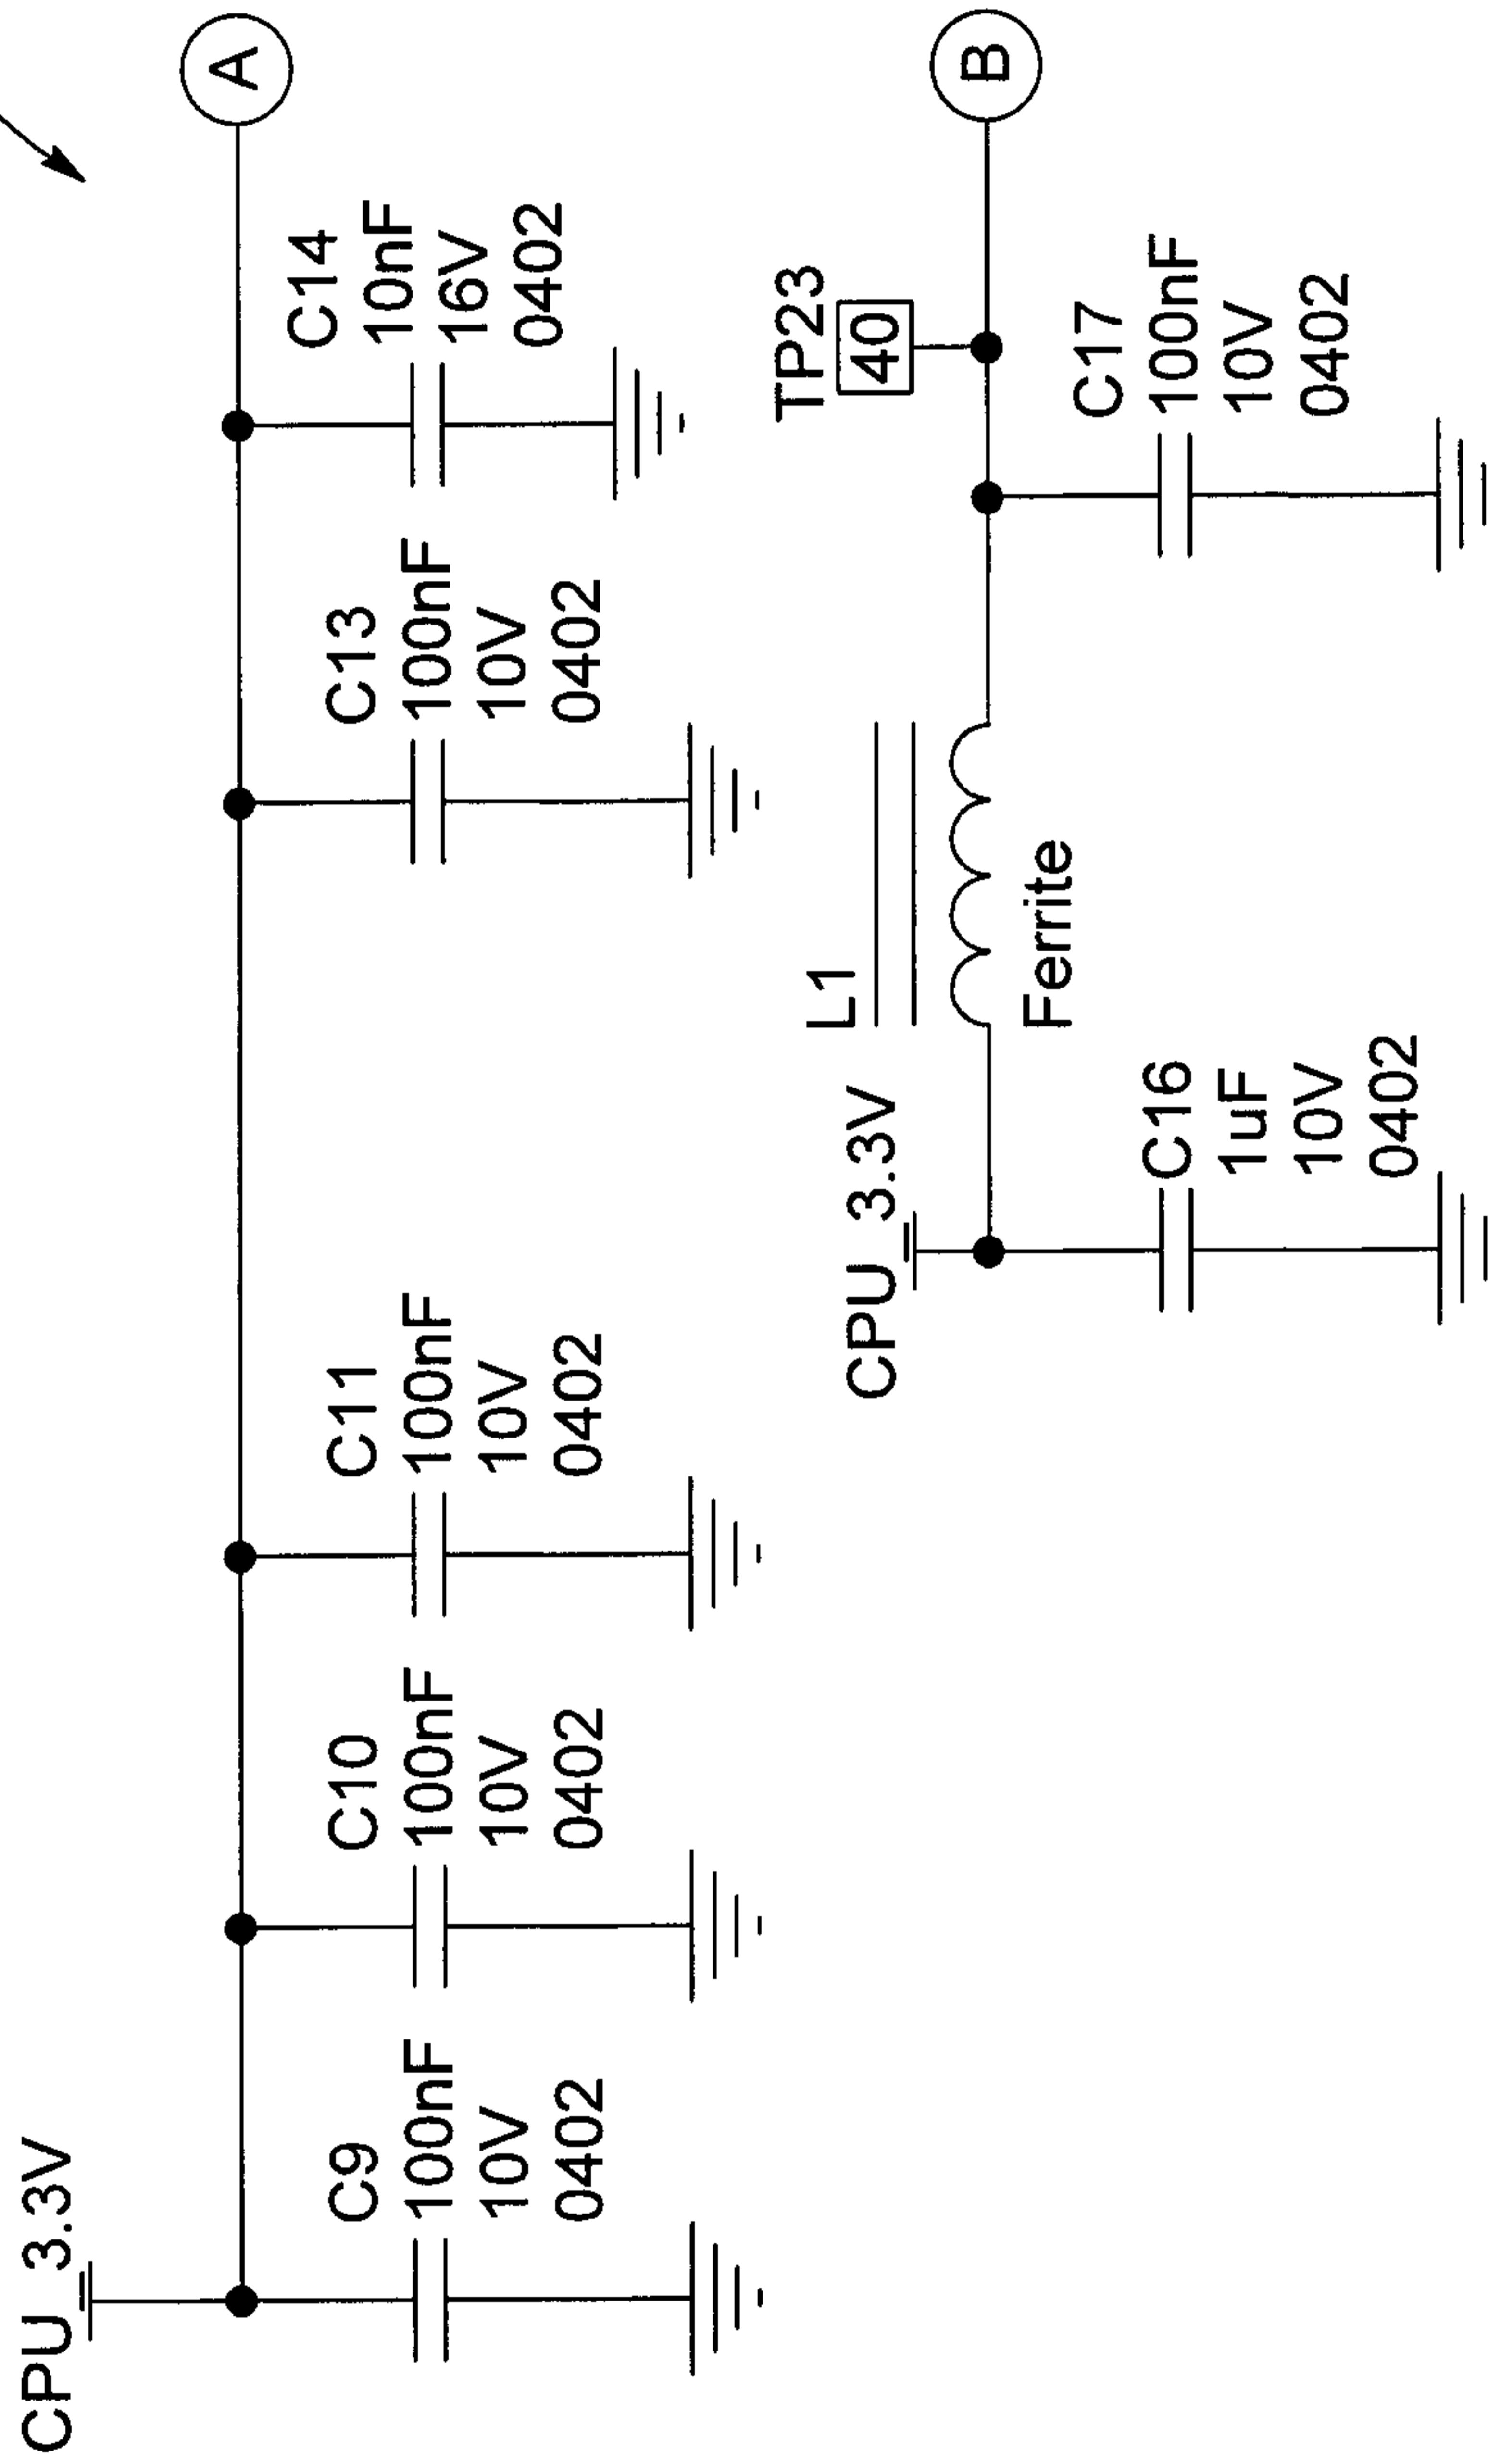 CPU_3.3V
C9
100nF
10V
0402
C10
100nF
10V
0402
C11
100nF
10V
0402
C13
100nF
10V
0402
C14
10nF
16V
0402
A
CPU_3.3V
C16
1uF
10V
0402
L1
Ferrite
TP23
40
C17
100nF
10V
0402
B